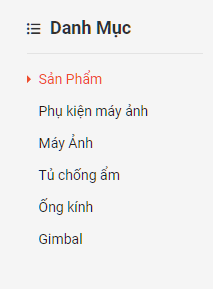 Danh Mục
Sản Phẩm
Phụ kiện máy ảnh
Máy Ảnh
Tủ chống ẩm
Ống kính
Gimbal